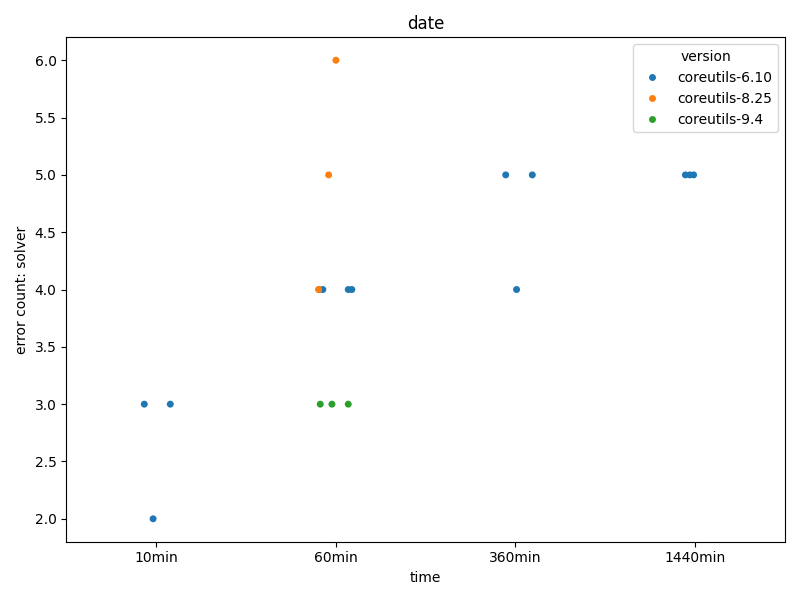 date
version
coreutils-6.10
coreutils-8.25
coreutils-9.4
error count: solver
6.0
5.5
5.0
4.5
4.0
3.5
3.0
2.5
2.0
10min 60min 360min 1440min
time